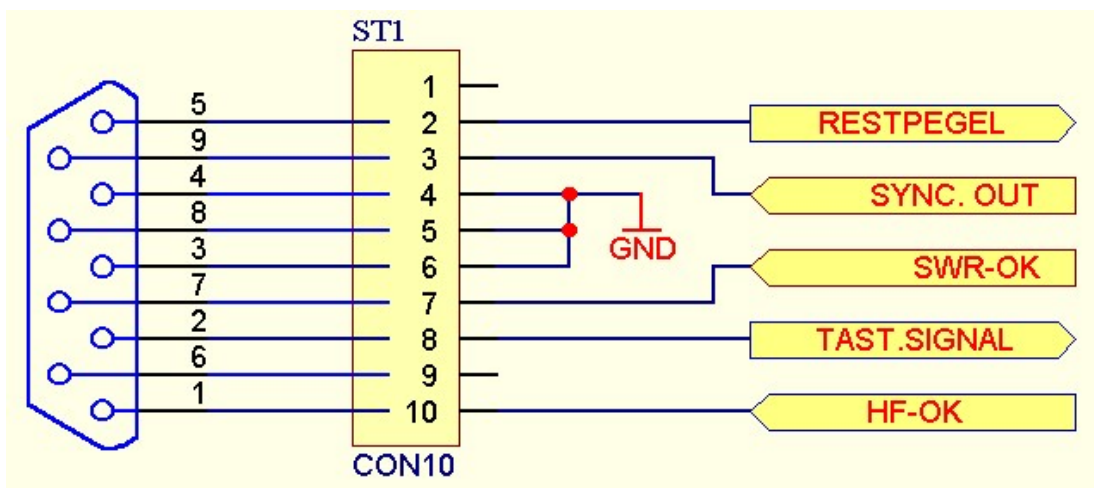 ST1
1
5
2
RESTPEGEL
9
3
SYNC. OUT
4
4
8
5
GND
3
6
SWR-OK
7
7
2
8
TAST.SIGNAL
6
9
1
10
HF-OK
CON10